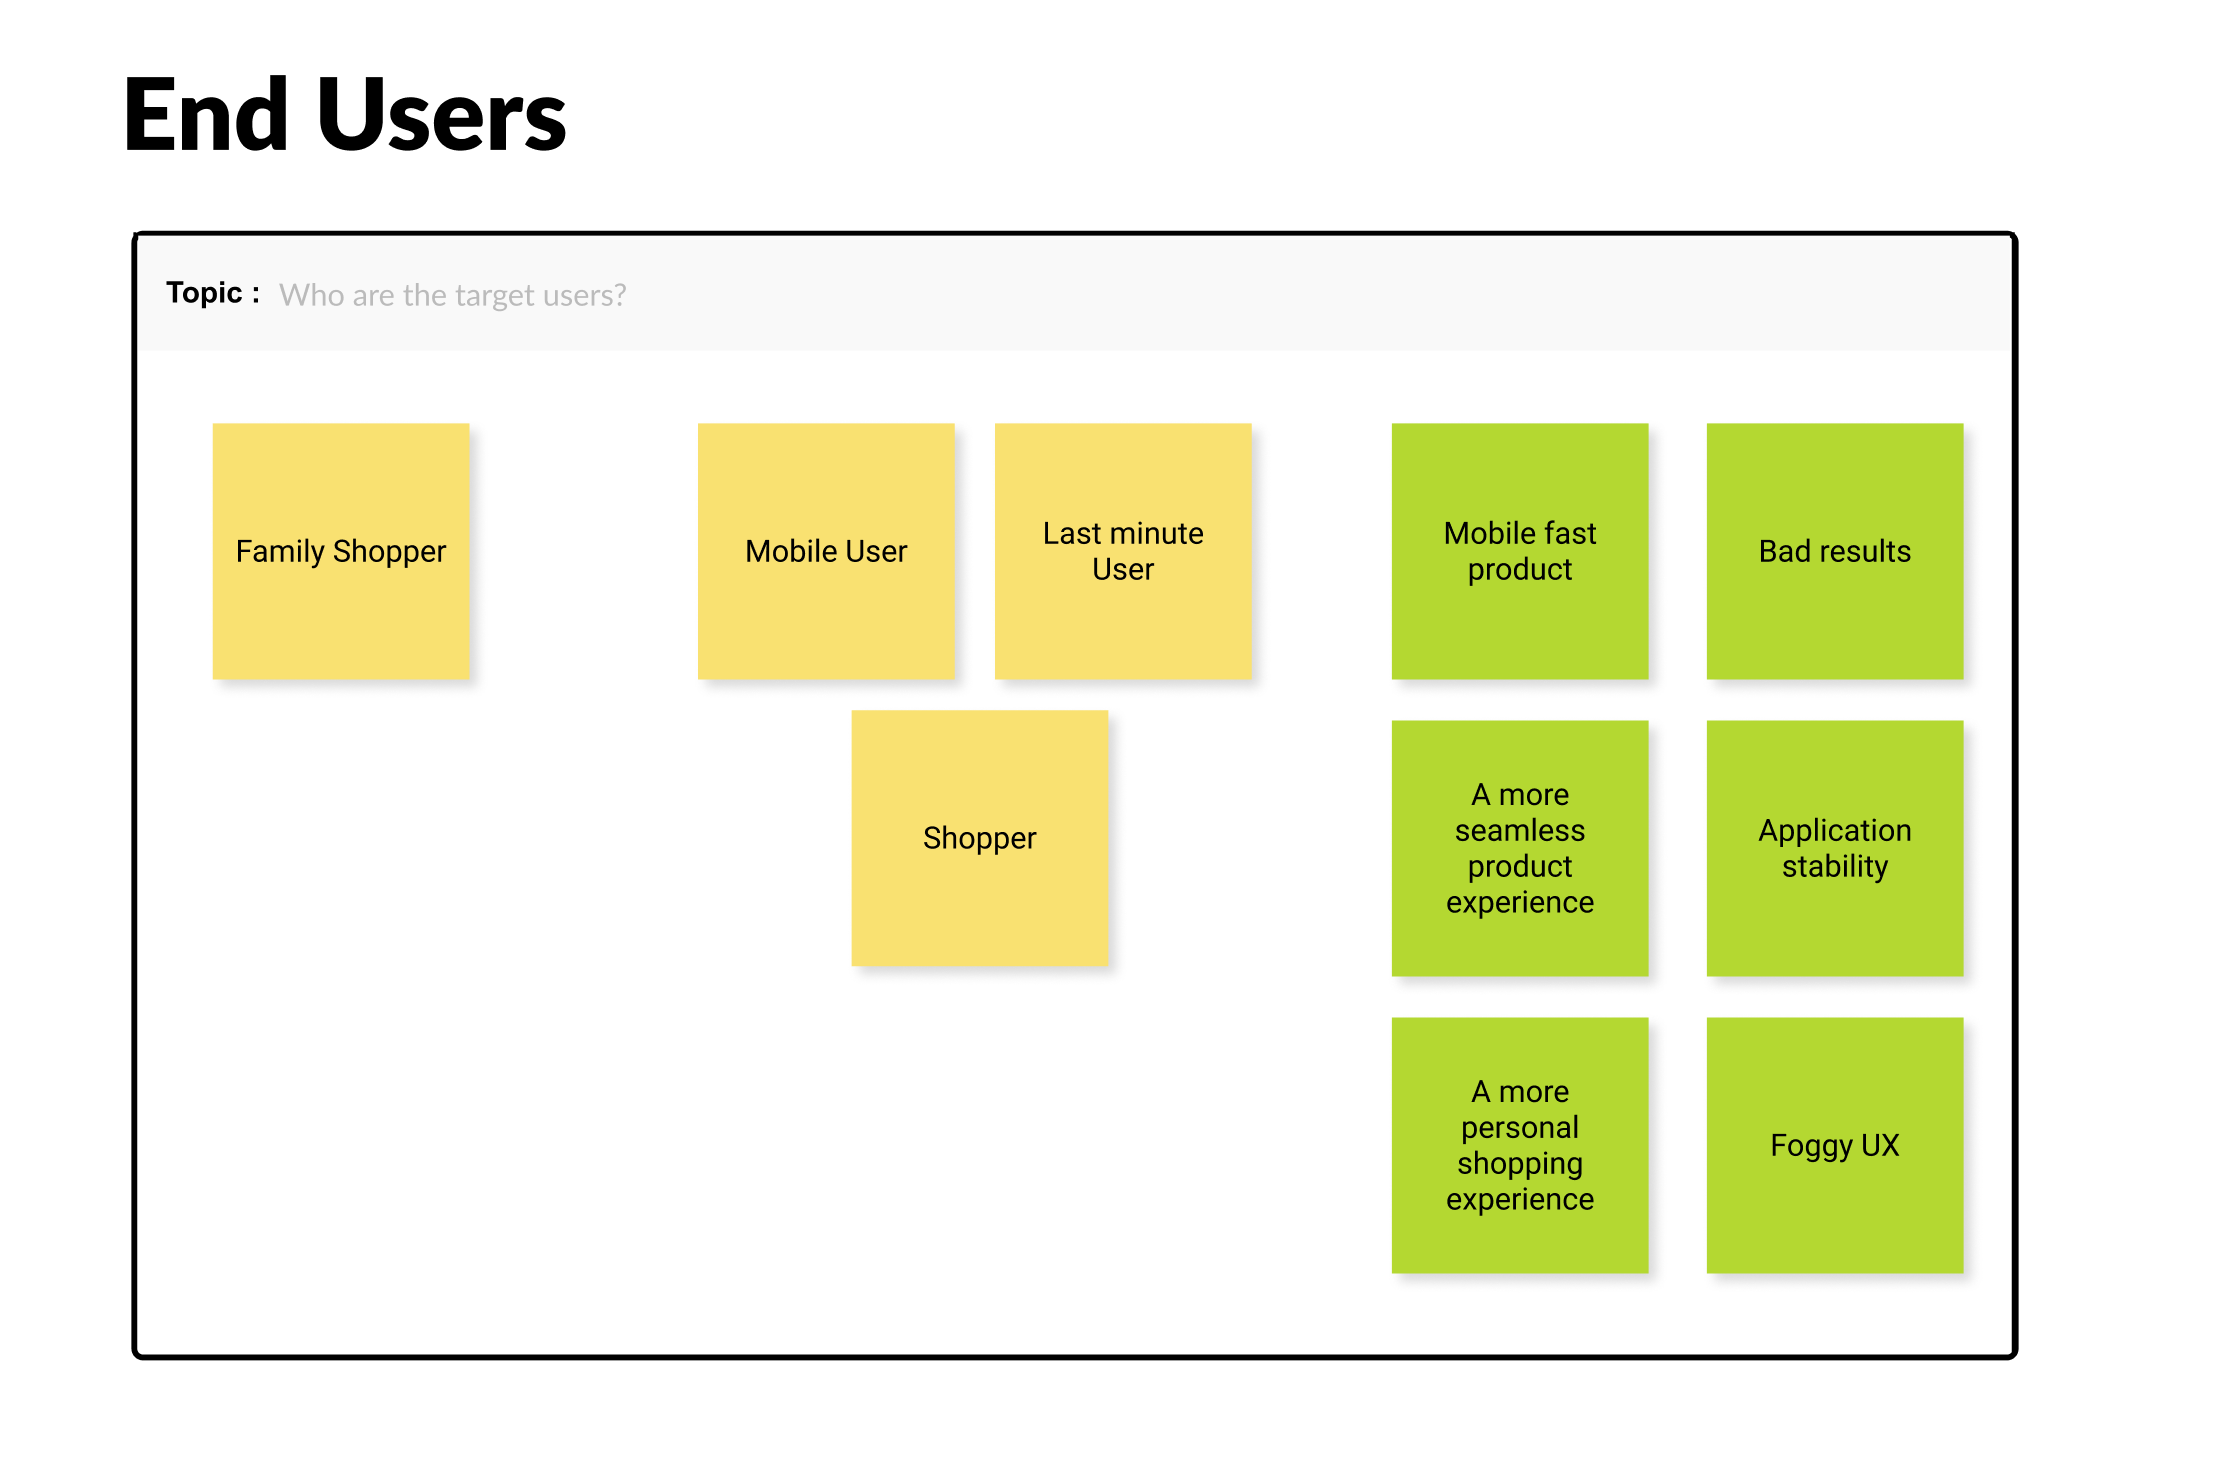 End Users
Topic : Who are the target users?
Family Shopper
Mobile User
Last minute
User
Shopper
Mobile fast
product
Bad results
A more
seamless
product
experience
Application
stability
A more
personal
shopping
experience
Foggy UX